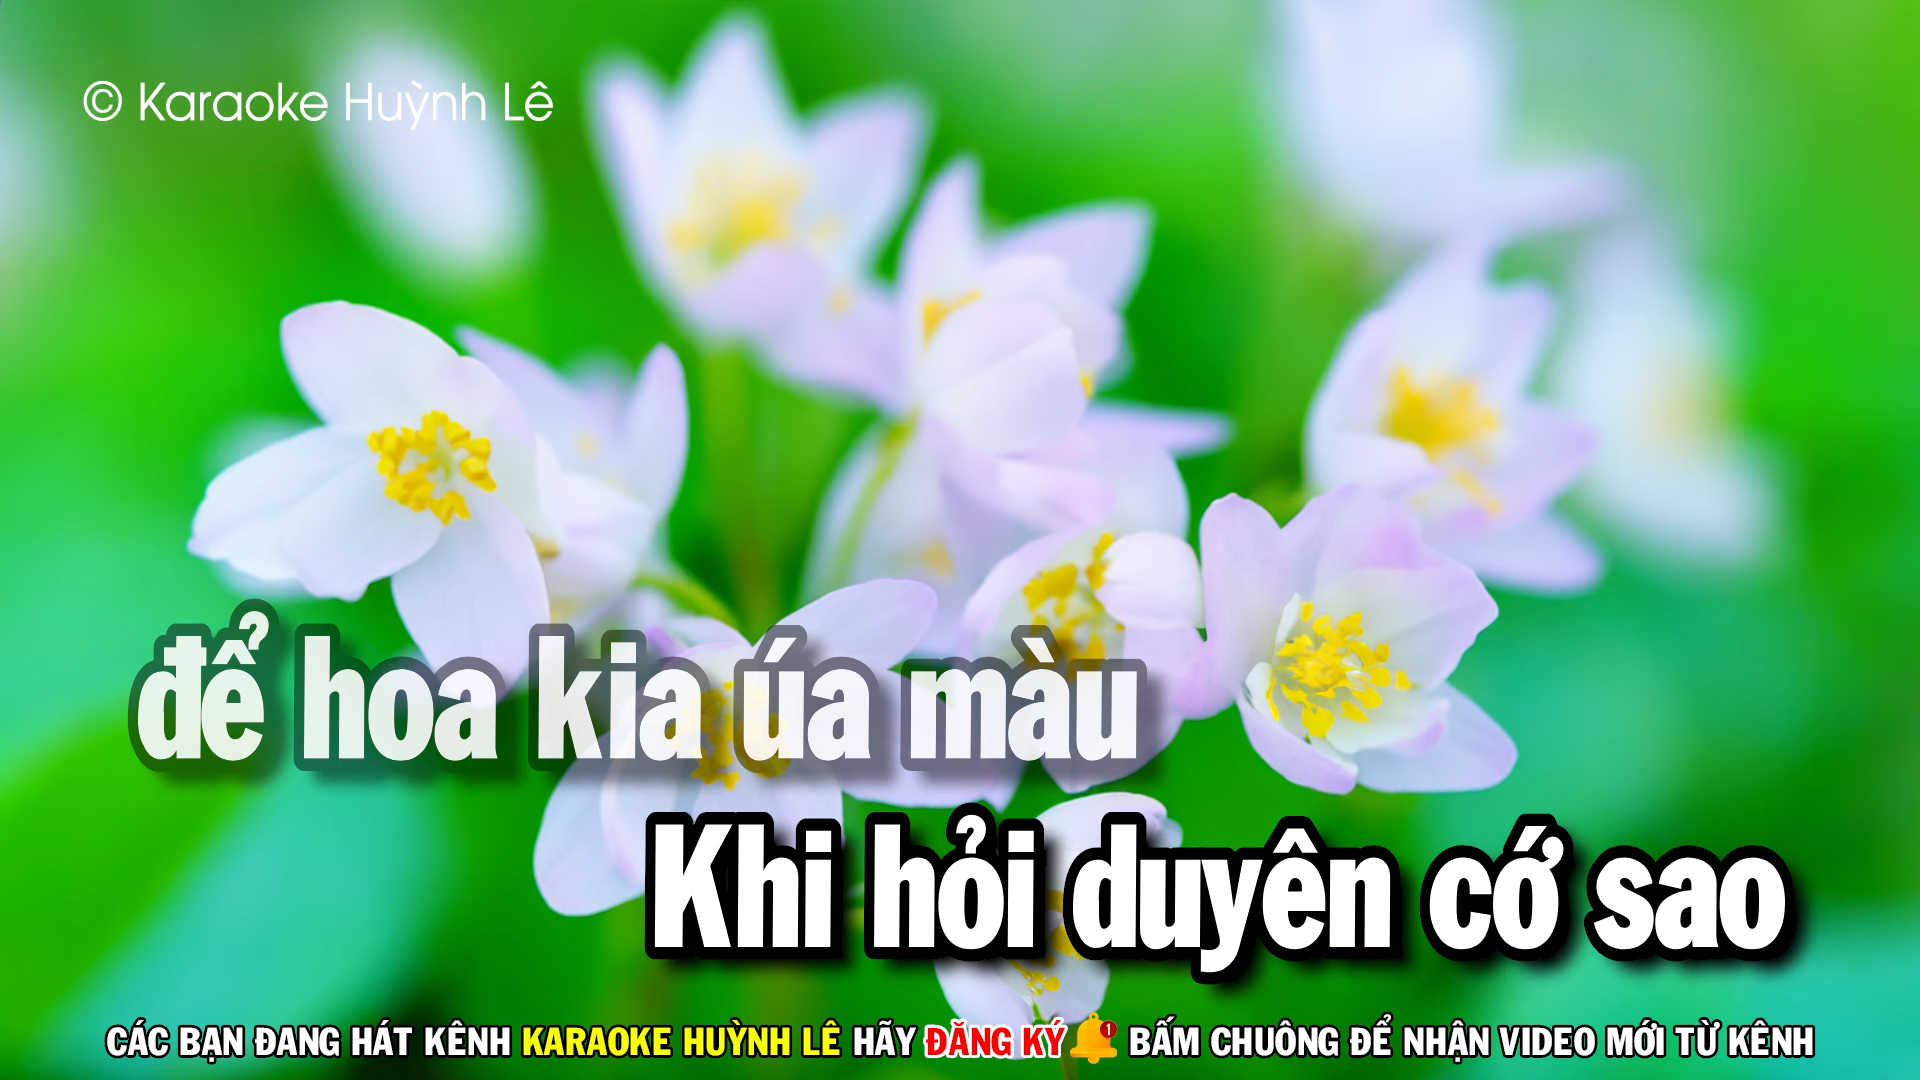 © Karaoke Huỳnh Lê
để hoa kia úa màu
Khi hỏi duyên cớ sao
CÁC BẠN ĐANG HÁT KÊNH KARAOKE HUỲNH LÊ HÃY ĐĂNG KÝ 1 BẤM CHUÔNG ĐỂ NHẬN VIDEO MỚI TỪ KÊNH